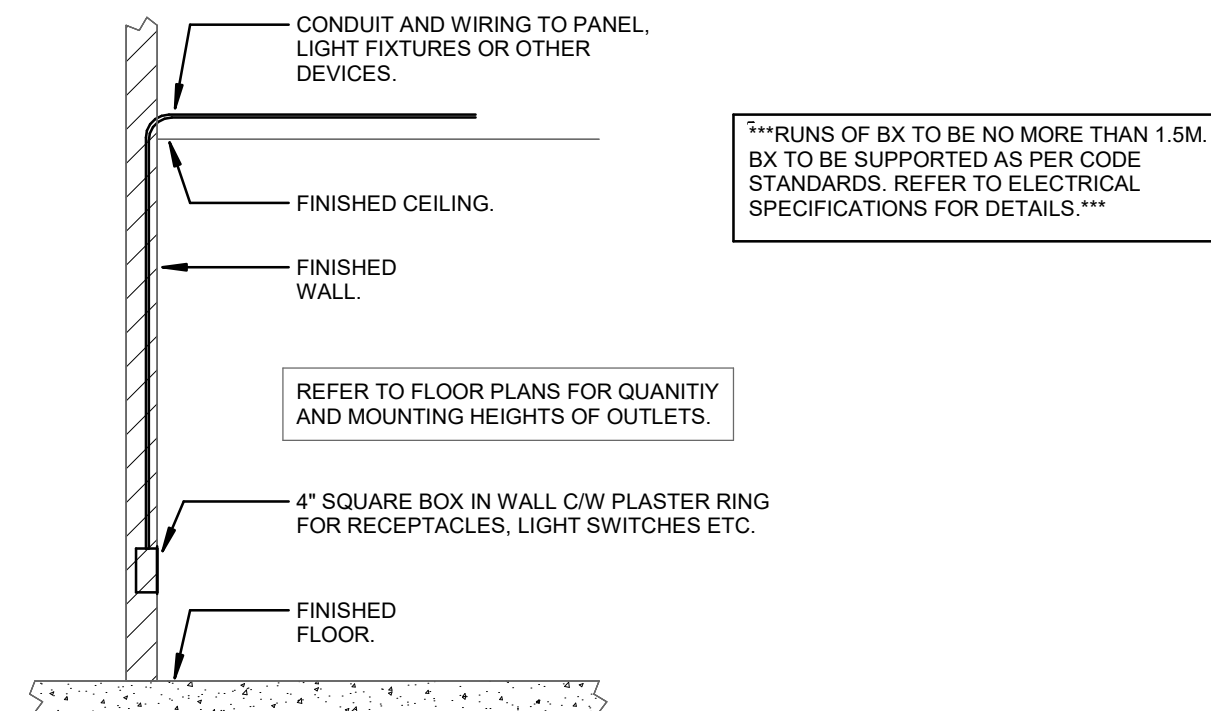 CONDUIT AND WIRING TO PANEL,
LIGHT FIXTURES OR OTHER
DEVICES.
***RUNS OF BX TO BE NO MORE THAN 1.5M.
BX TO BE SUPPORTED AS PER CODE
STANDARDS. REFER TO ELECTRICAL
SPECIFICATIONS FOR DETAILS.***
FINISHED CEILING.
FINISHED
WALL.
REFER TO FLOOR PLANS FOR QUANITIY
AND MOUNTING HEIGHTS OF OUTLETS.
4" SQUARE BOX IN WALL C/W PLASTER RING
FOR RECEPTACLES, LIGHT SWITCHES ETC.
FINISHED
FLOOR.